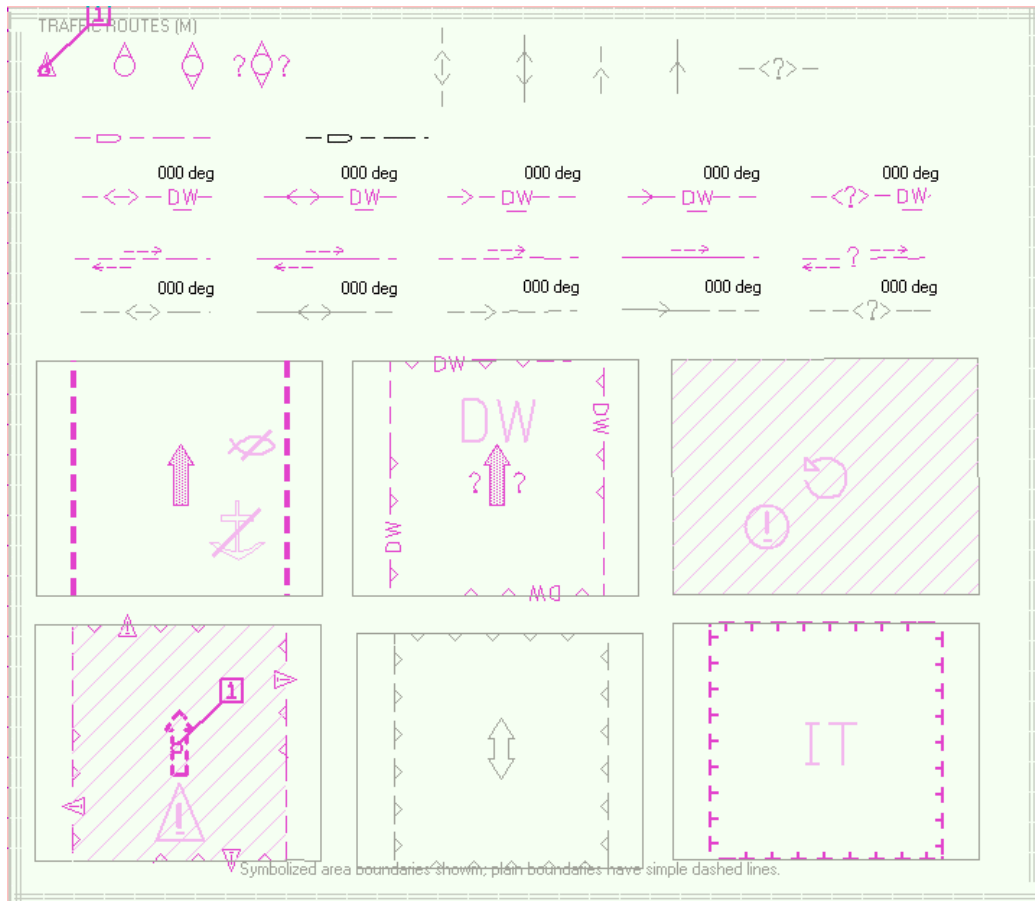 1
TRAFFIC ROUTES (M)
? ?
?
000 deg 000 deg 000 deg 000 deg 000 deg
DW DW DW DW ? DW
?
000 deg 000 deg 000 deg 000 deg 000 deg
?
DW
DW
DW
? ?
DW
DW
!
!
!
1
!
!
!
IT
Symbolized area boundaries shown; plain boundaries have simple dashed lines.